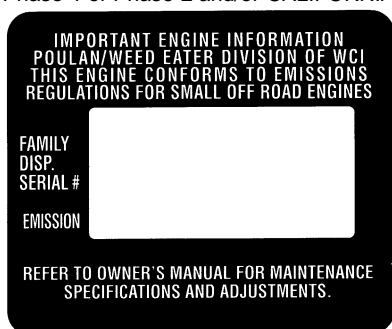 IMPORTANT ENGINE INFORMATION
POULAN/WEED EATER DIVISION OF WCI
THIS ENGINE CONFORMS TO EMISSIONS
REGULATIONS FOR SMALL OFF ROAD ENGINES
FAMILY
DISP.
SERIAL #
EMISSION
REFER TO OWNER'S MANUAL FOR MAINTENANCE
SPECIFICATIONS AND ADJUSTMENTS.